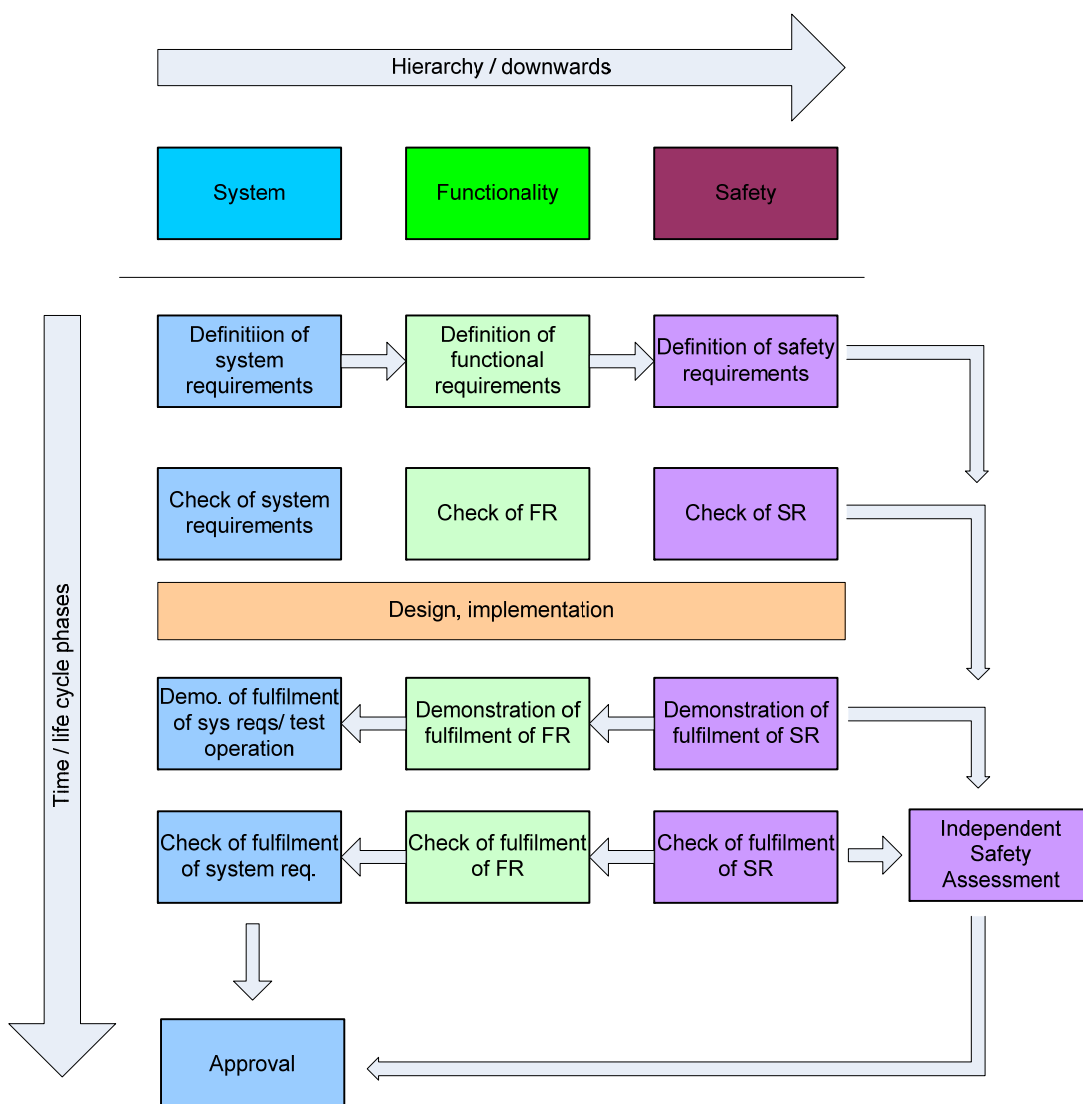 Hierarchy / downwards
System
Functionality
Safety
Time / life cycle phases
Definitiion of
system
requirements
Definition of
functional
requirements
Definition of safety
requirements
Check of system
requirements
Check of FR
Check of SR
Design, implementation
Demo. of fulfilment
of sys reqs/ test
operation
Demonstration of
fulfilment of FR
Demonstration of
fulfilment of SR
Check of fulfilment
of system req.
Check of fulfilment
of FR
Check of fulfilment
of SR
Independent
Safety
Assessment
Approval